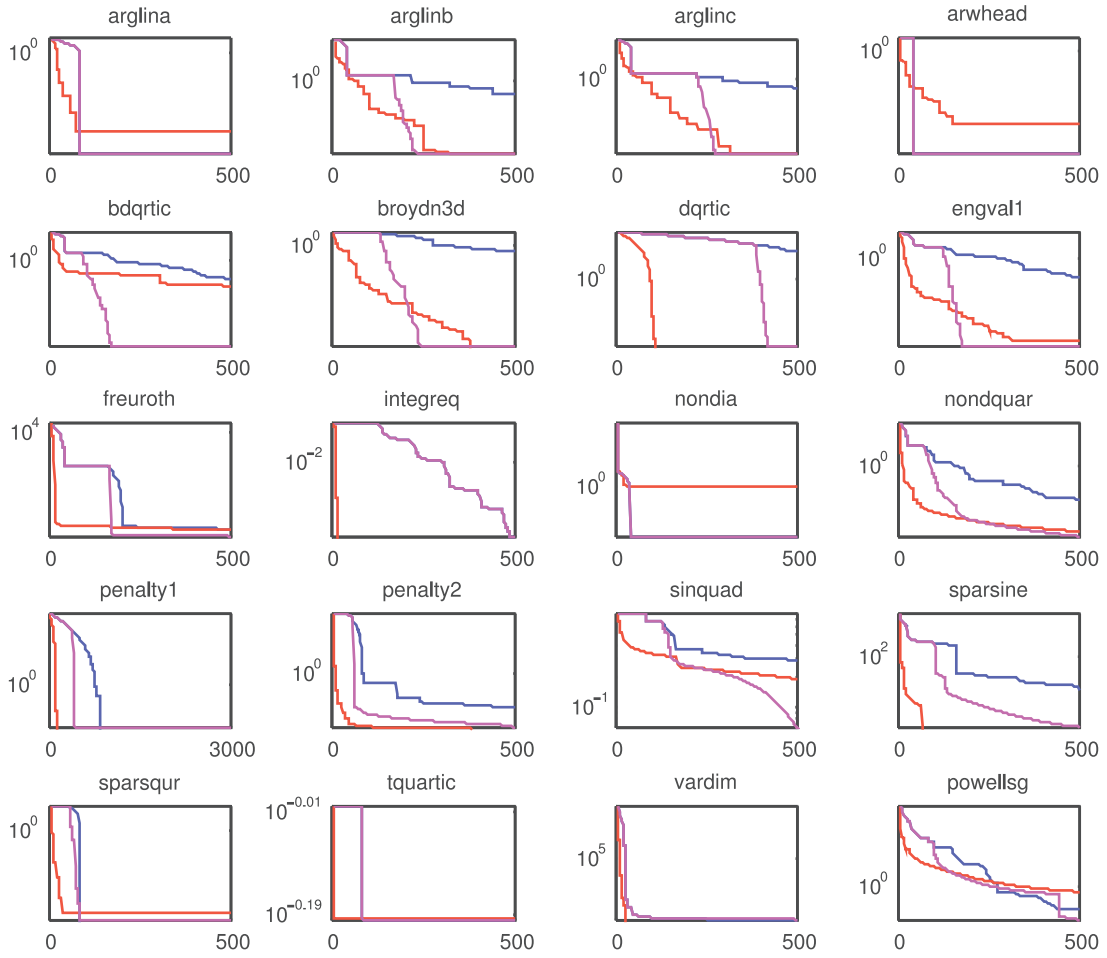 arglina
arglinb
arglinc
arwhead
10^0
10^0
10^0
10^0
0 500
0 500
0 500
0 500
bdqrtic
broydn3d
dqrtic
engval1
10^0
10^0
10^0
10^0
0 500
0 500
0 500
0 500
freuroth
integreq
nondia
nondquar
10^4
10^−2
10^0
10^0
0 500
0 500
0 500
0 500
penalty1
penalty2
sinquad
sparsine
10^0
10^0
10^−1
10^2
0 3000
0 500
0 500
0 500
sparsqur
tquartic
vardim
powellsg
10^0
10^−0.01
10^−0.19
10^5
10^0
0 500
0 500
0 500
0 500